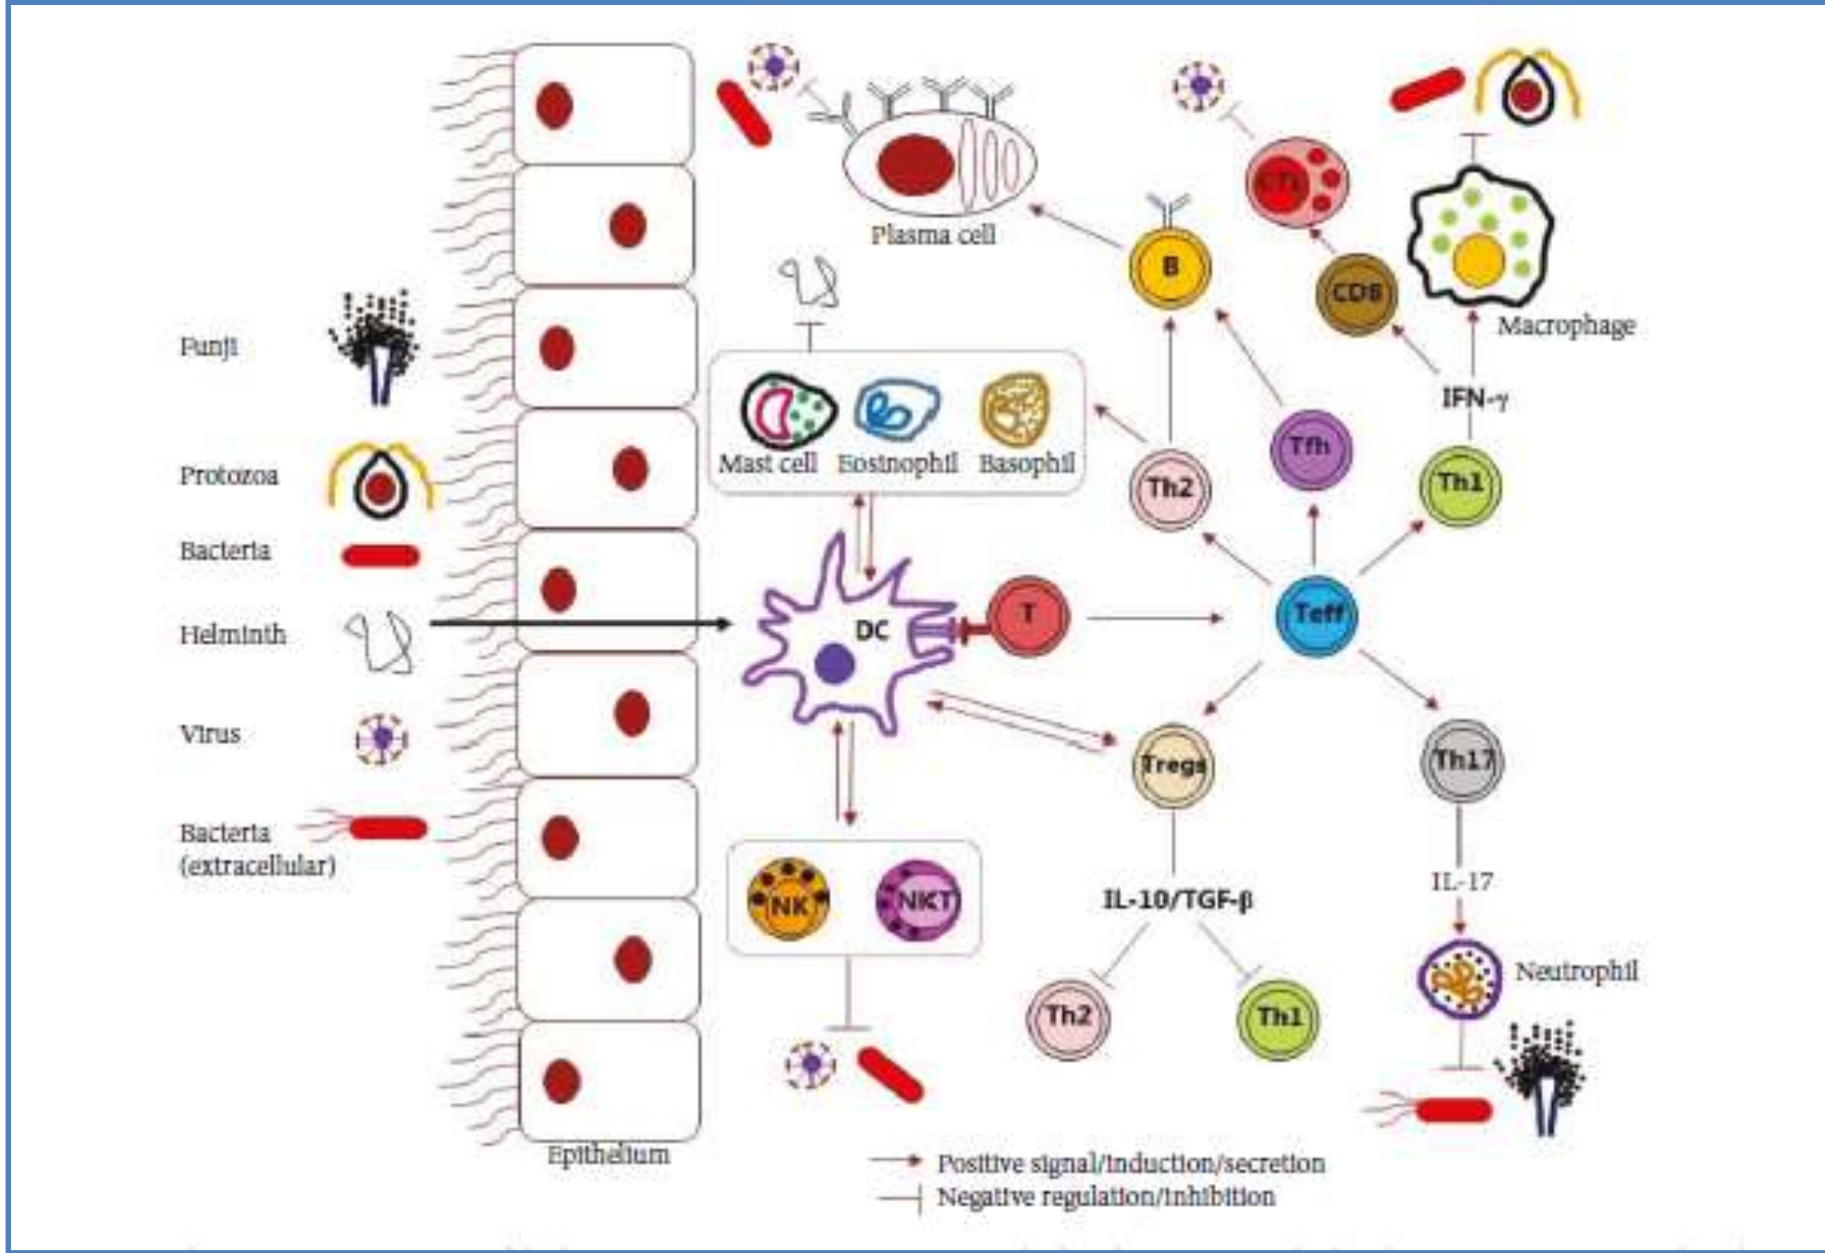 Funji
Protozoa
Bacteria
Helminth
Virus
Bacteria
(extracellular)
Epithelium
Plasma cell
Mast cell
Eosinophil
Basophil
DC
T
NK
NKT
B
CTL
CD8
Macrophage
IFN-γ
Th2
Tfh
Th1
Teff
Tregs
Th17
IL-10/TGF-β
IL-17
Th2
Th1
Neutrophil
Positive signal/induction/secretion
Negative regulation/inhibition